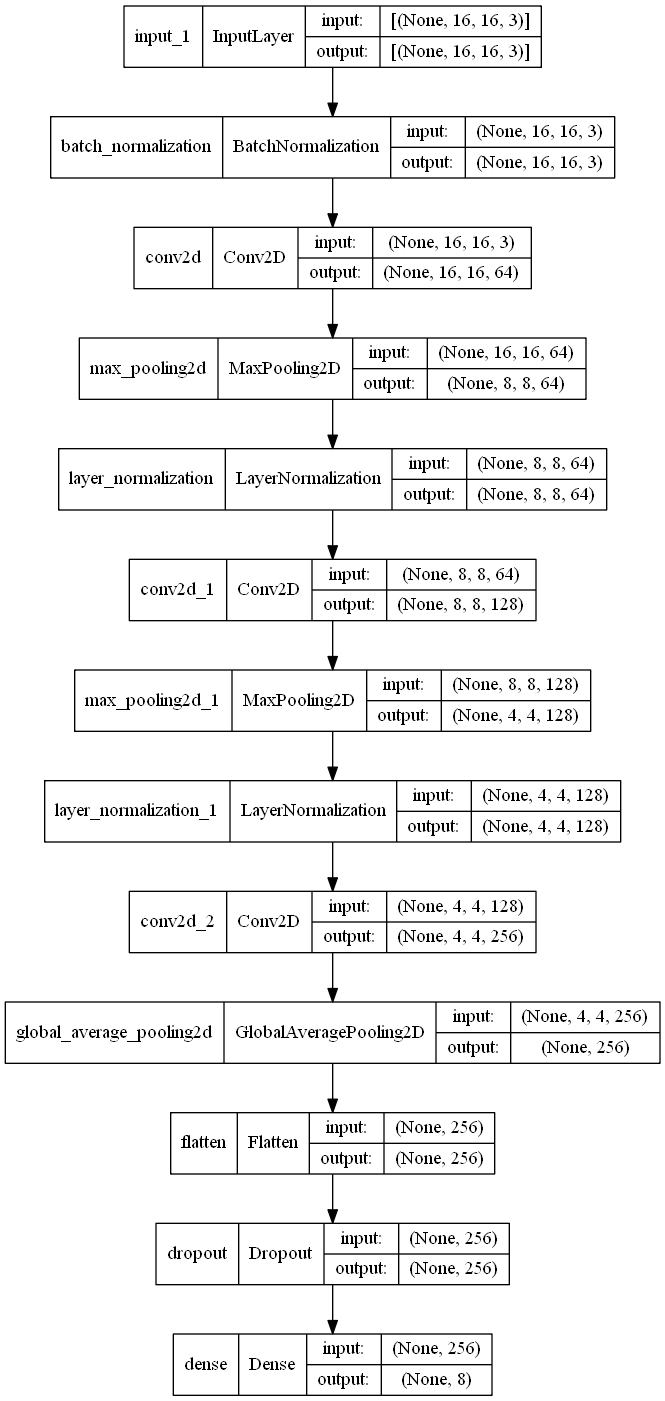 input_1 InputLayer input: [(None, 16, 16, 3)]
output: [(None, 16, 16, 3)]
batch_normalization BatchNormalization input: (None, 16, 16, 3)
output: (None, 16, 16, 3)
conv2d Conv2D input: (None, 16, 16, 3)
output: (None, 16, 16, 64)
max_pooling2d MaxPooling2D input: (None, 16, 16, 64)
output: (None, 8, 8, 64)
layer_normalization LayerNormalization input: (None, 8, 8, 64)
output: (None, 8, 8, 64)
conv2d_1 Conv2D input: (None, 8, 8, 64)
output: (None, 8, 8, 128)
max_pooling2d_1 MaxPooling2D input: (None, 8, 8, 128)
output: (None, 4, 4, 128)
layer_normalization_1 LayerNormalization input: (None, 4, 4, 128)
output: (None, 4, 4, 128)
conv2d_2 Conv2D input: (None, 4, 4, 128)
output: (None, 4, 4, 256)
global_average_pooling2d GlobalAveragePooling2D input: (None, 4, 4, 256)
output: (None, 256)
flatten Flatten input: (None, 256)
output: (None, 256)
dropout Dropout input: (None, 256)
output: (None, 256)
dense Dense input: (None, 256)
output: (None, 8)